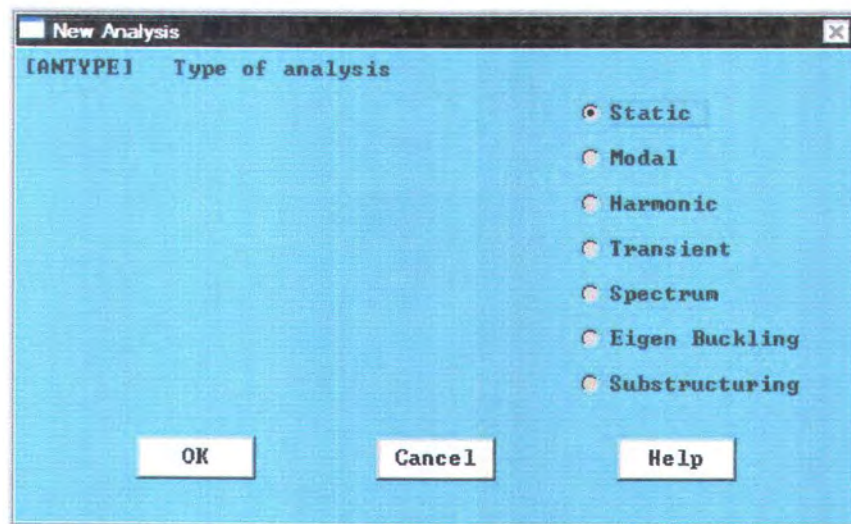 New Analysis
[ANTYPE] Type of analysis
Static
Modal
Harmonic
Transient
Spectrum
Eigen Buckling
Substructuring
OK Cancel Help